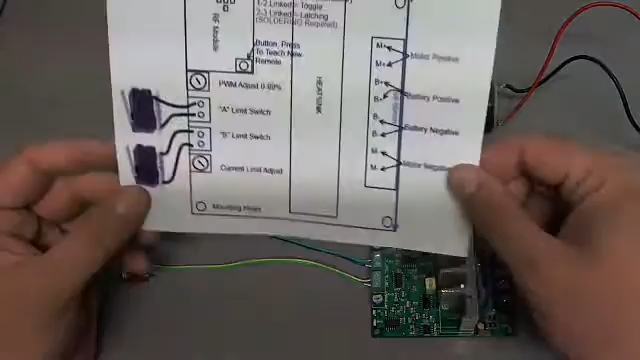 1-2 Linked = Toggle
2-3 Linked = Latching
(SOLDERING Required)
RF Module
Button, Press
To Teach New
Remote
PWM Adjust 0-99%
"A" Limit Switch
"B" Limit Switch
Current Limit Adjust
Mounting Holes
HEATSINK
M+
M+
B+
B+
B-
B-
M-
M-
Motor Positive
Battery Positive
Battery Negative
Motor Negative